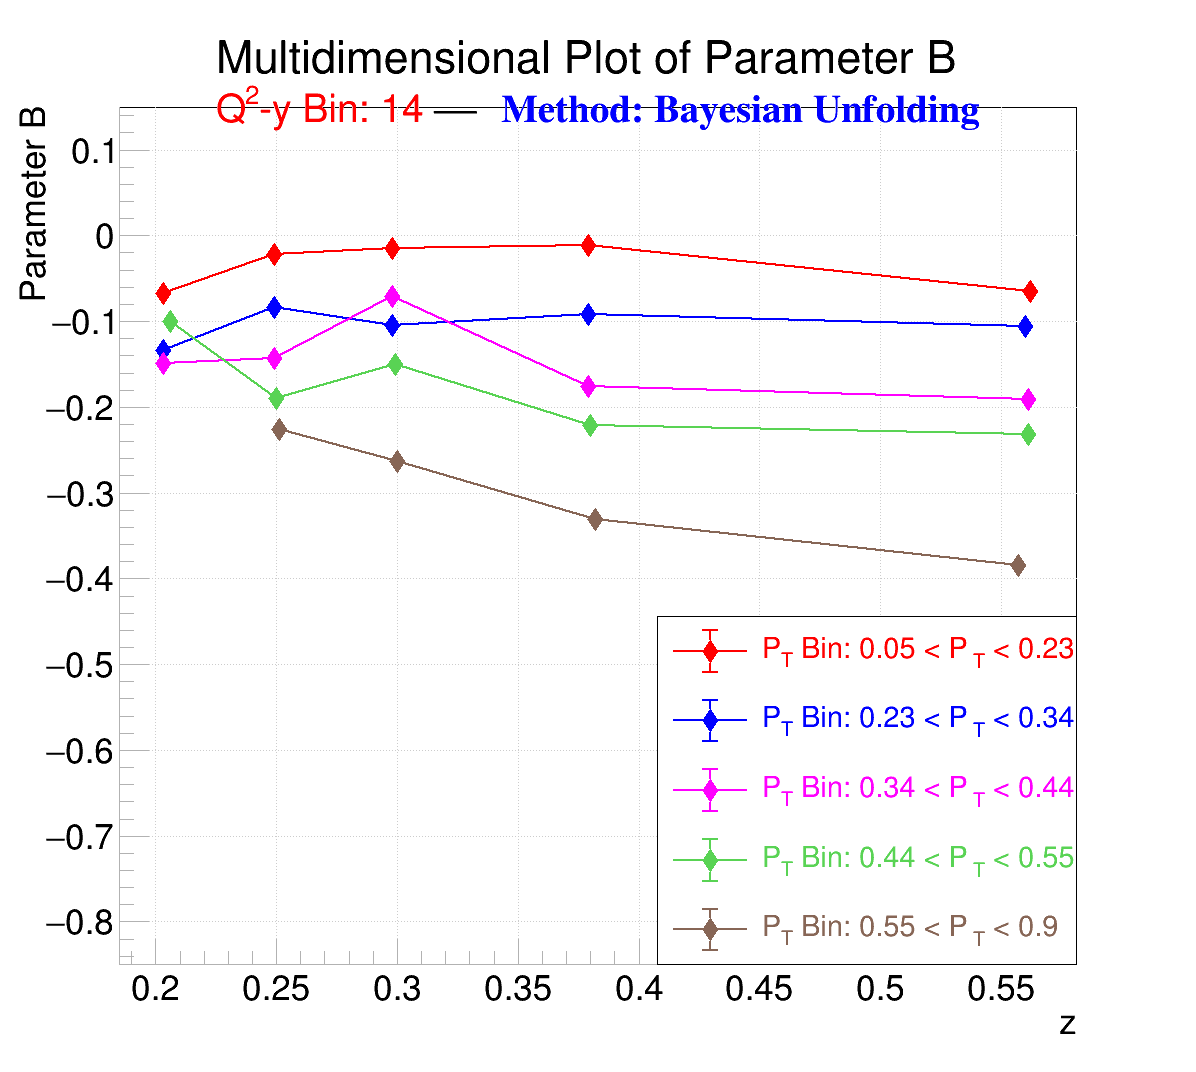 Multidimensional Plot of Parameter B
Q2-y Bin: 14 — Method: Bayesian Unfolding
Parameter B
0.1
0
−0.1
−0.2
−0.3
−0.4
−0.5
−0.6
−0.7
−0.8
PT Bin: 0.05 < PT < 0.23
PT Bin: 0.23 < PT < 0.34
PT Bin: 0.34 < PT < 0.44
PT Bin: 0.44 < PT < 0.55
PT Bin: 0.55 < PT < 0.9
0.2 0.25 0.3 0.35 0.4 0.45 0.5 0.55
z